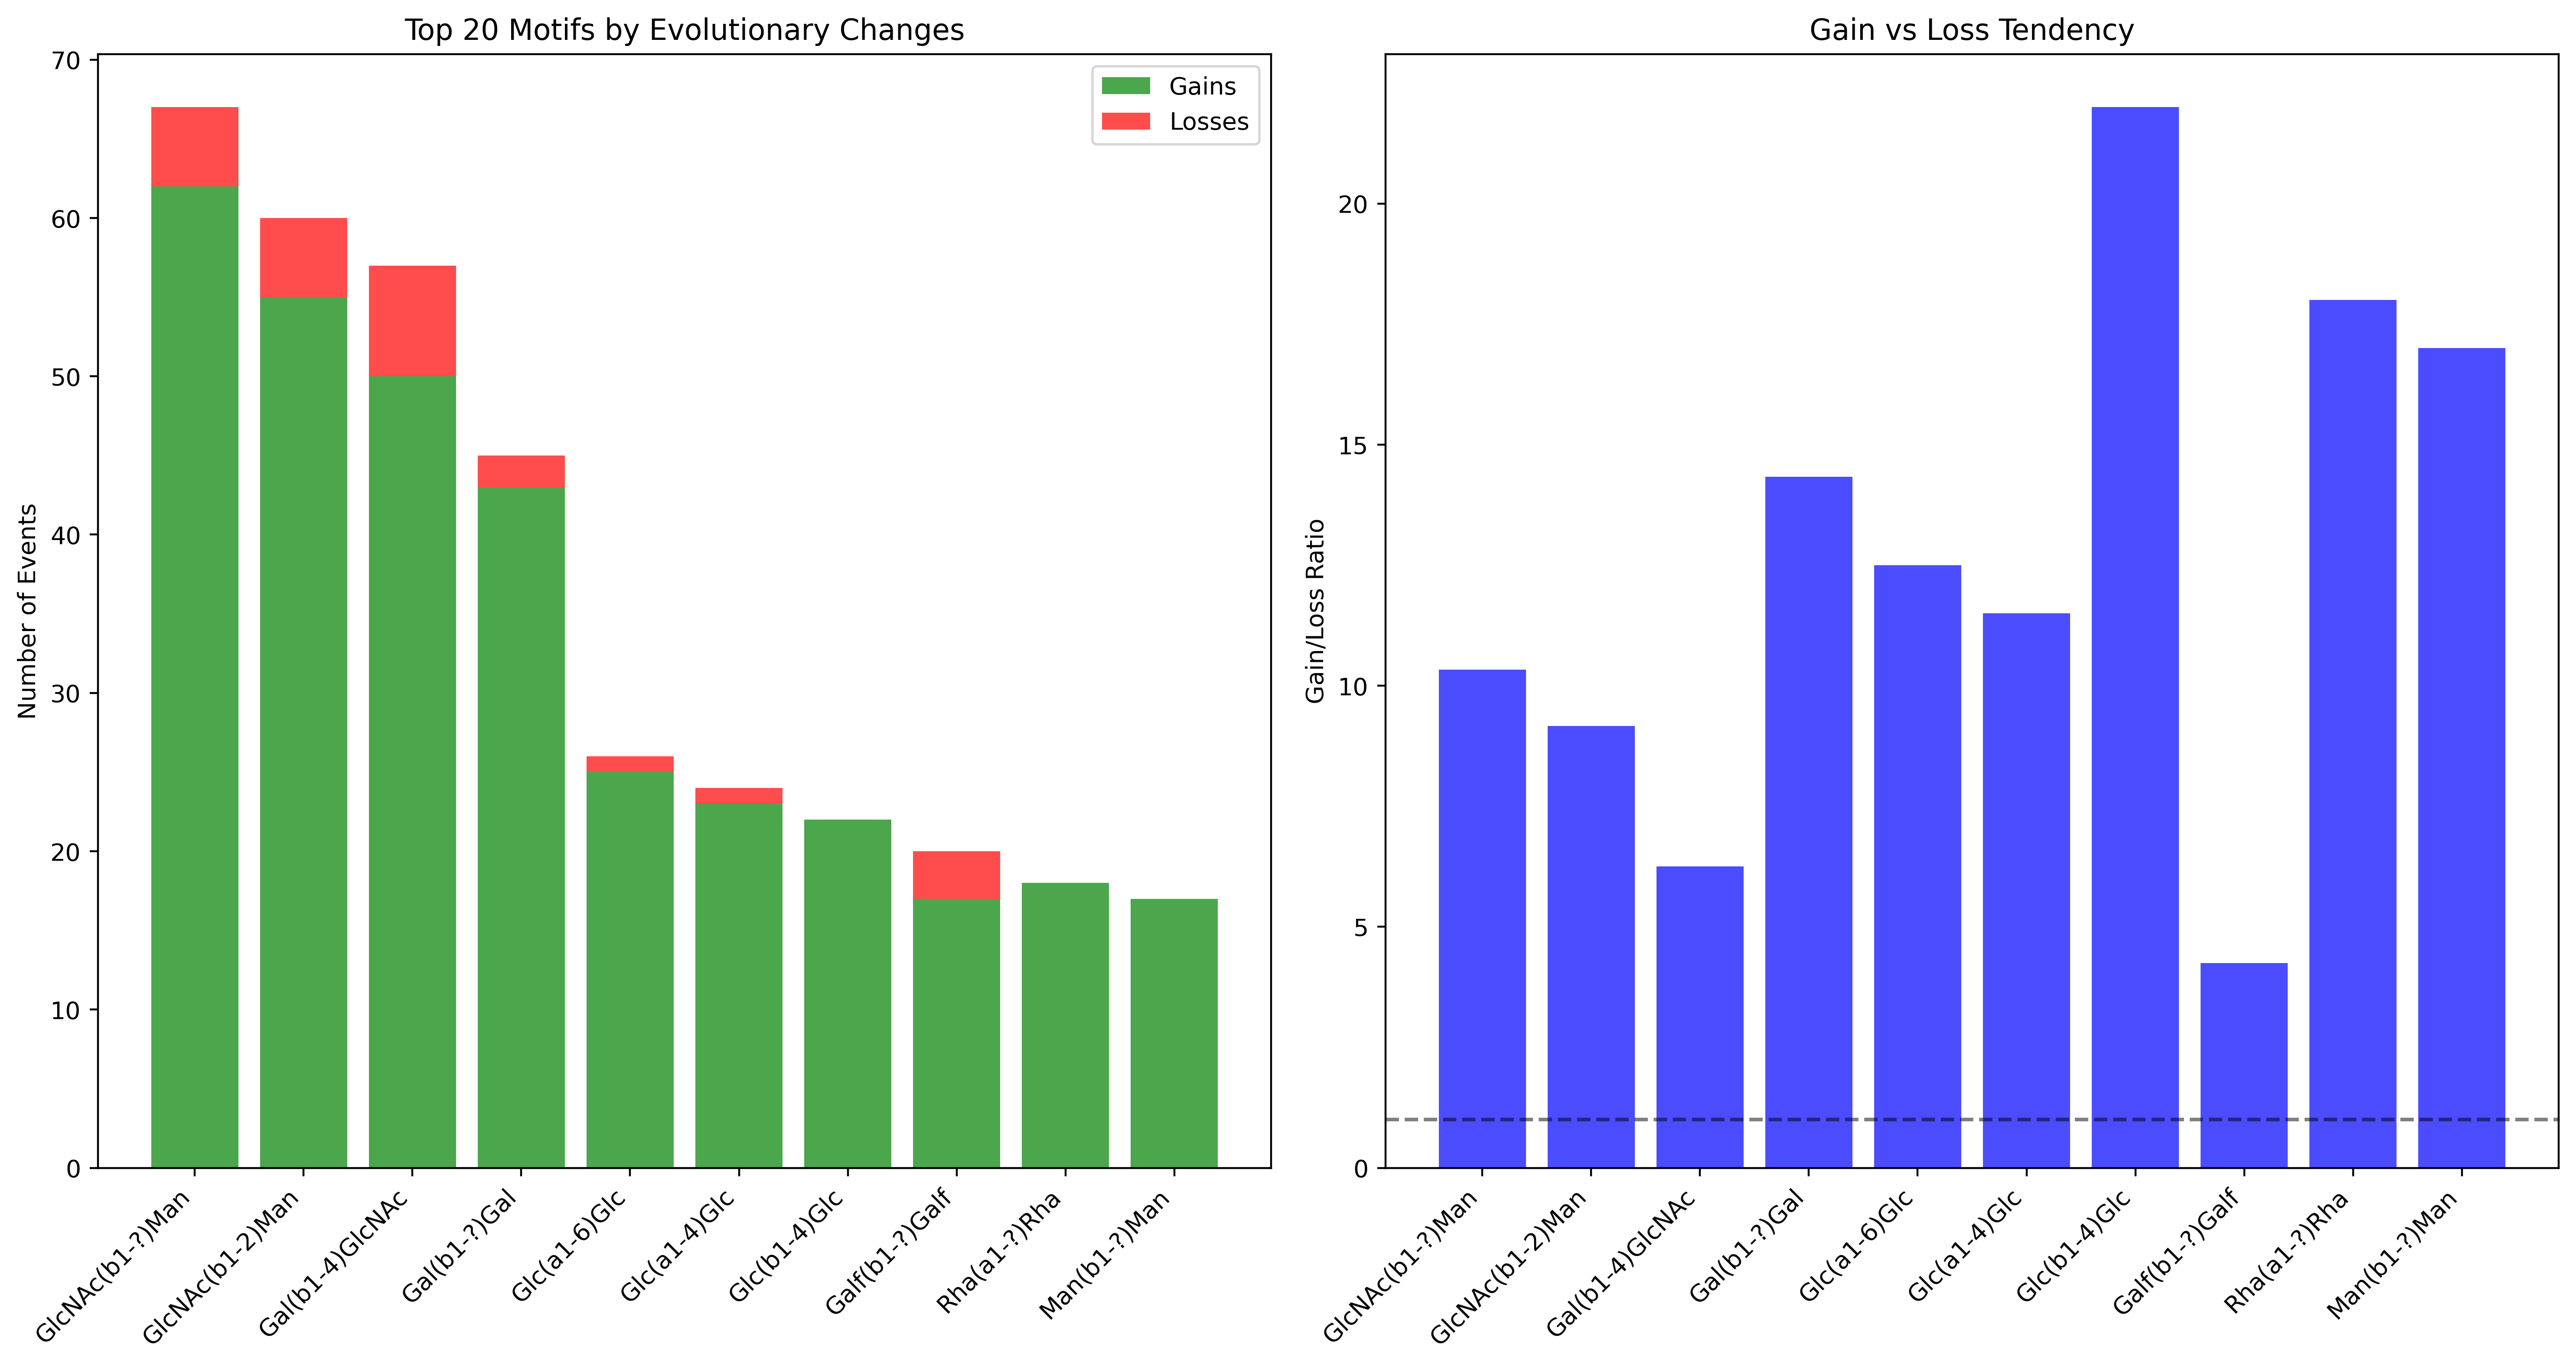 Top 20 Motifs by Evolutionary Changes
Gains
Losses
Number of Events
70
60
50
40
30
20
10
0
GlcNAc(b1-?)Man
GlcNAc(b1-2)Man
Gal(b1-4)GlcNAc
Gal(b1-?)Gal
Glc(a1-6)Glc
Glc(a1-4)Glc
Glc(b1-4)Glc
Galf(b1-?)Galf
Rha(a1-?)Rha
Man(b1-?)Man
Gain vs Loss Tendency
Gain/Loss Ratio
20
15
10
5
0
GlcNAc(b1-?)Man
GlcNAc(b1-2)Man
Gal(b1-4)GlcNAc
Gal(b1-?)Gal
Glc(a1-6)Glc
Glc(a1-4)Glc
Glc(b1-4)Glc
Galf(b1-?)Galf
Rha(a1-?)Rha
Man(b1-?)Man